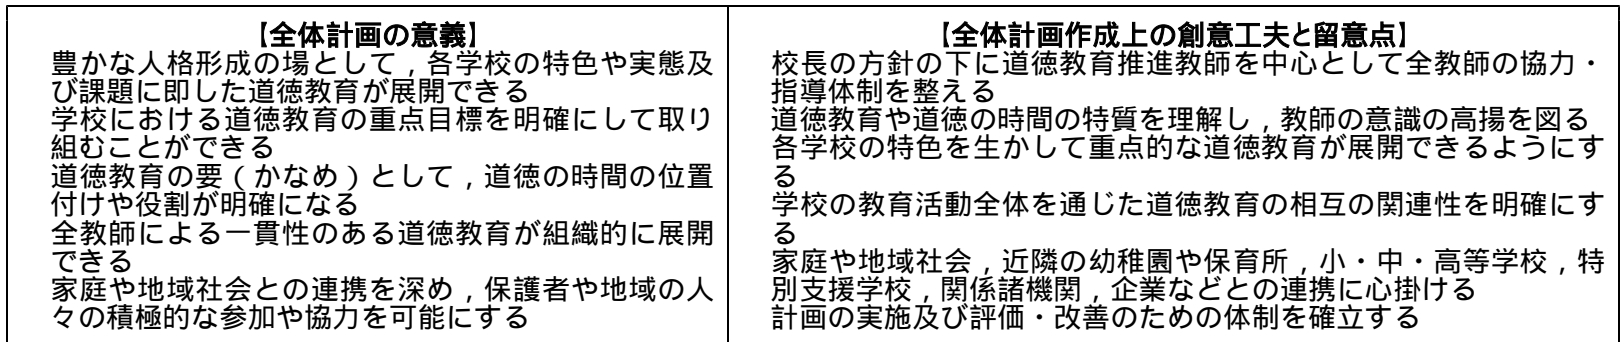 【全体計画の意義】
豊かな人格形成の場として，各学校の特色や実態及
び課題に即した道徳教育が展開できる
学校における道徳教育の重点目標を明確にして取り
組むことができる
道徳教育の要（かなめ）として，道徳の時間の位置
付けや役割が明確になる
全教師による一貫性のある道徳教育が組織的に展開
できる
家庭や地域社会との連携を深め，保護者や地域の人
々の積極的な参加や協力を可能にする
【全体計画作成上の創意工夫と留意点】
校長の方針の下に道徳教育推進教師を中心として全教師の協力・
指導体制を整える
道徳教育や道徳の時間の特質を理解し，教師の意識の高揚を図る
各学校の特色を生かして重点的な道徳教育が展開できるようにす
る
学校の教育活動全体を通じた道徳教育の相互の関連性を明確にす
る
家庭や地域社会，近隣の幼稚園や保育所，小・中・高等学校，特
別支援学校，関係諸機関，企業などとの連携に心掛ける
計画の実施及び評価・改善のための体制を確立する